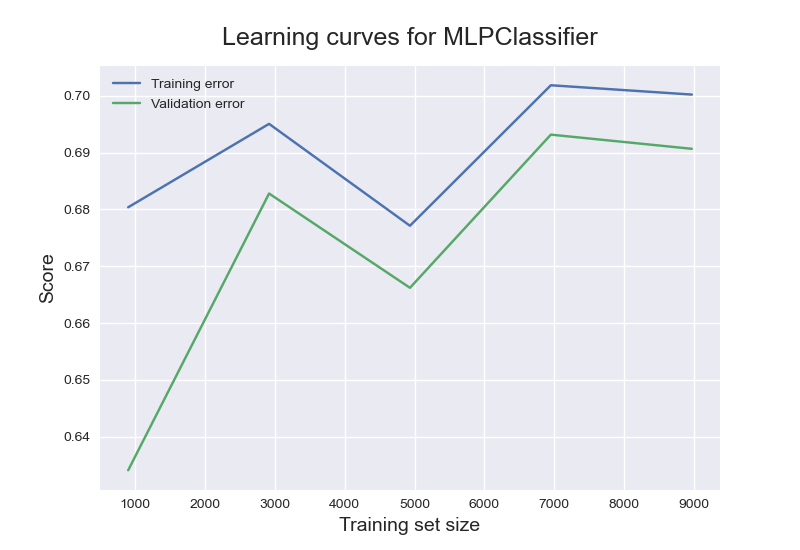 Learning curves for MLPClassifier
Training error
Validation error
0.70
0.69
0.68
0.67
0.66
0.65
0.64
Score
1000 2000 3000 4000 5000 6000 7000 8000 9000
Training set size